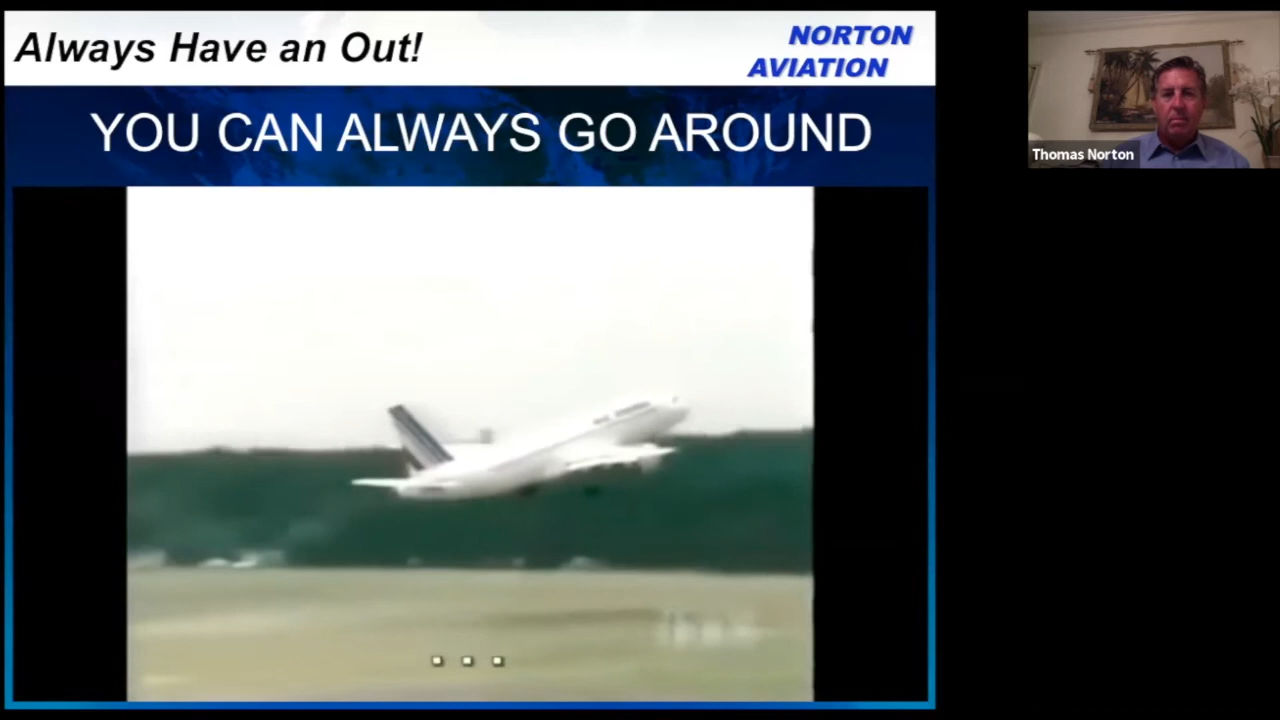 Always Have an Out!
NORTON
AVIATION
YOU CAN ALWAYS GO AROUND
Thomas Norton